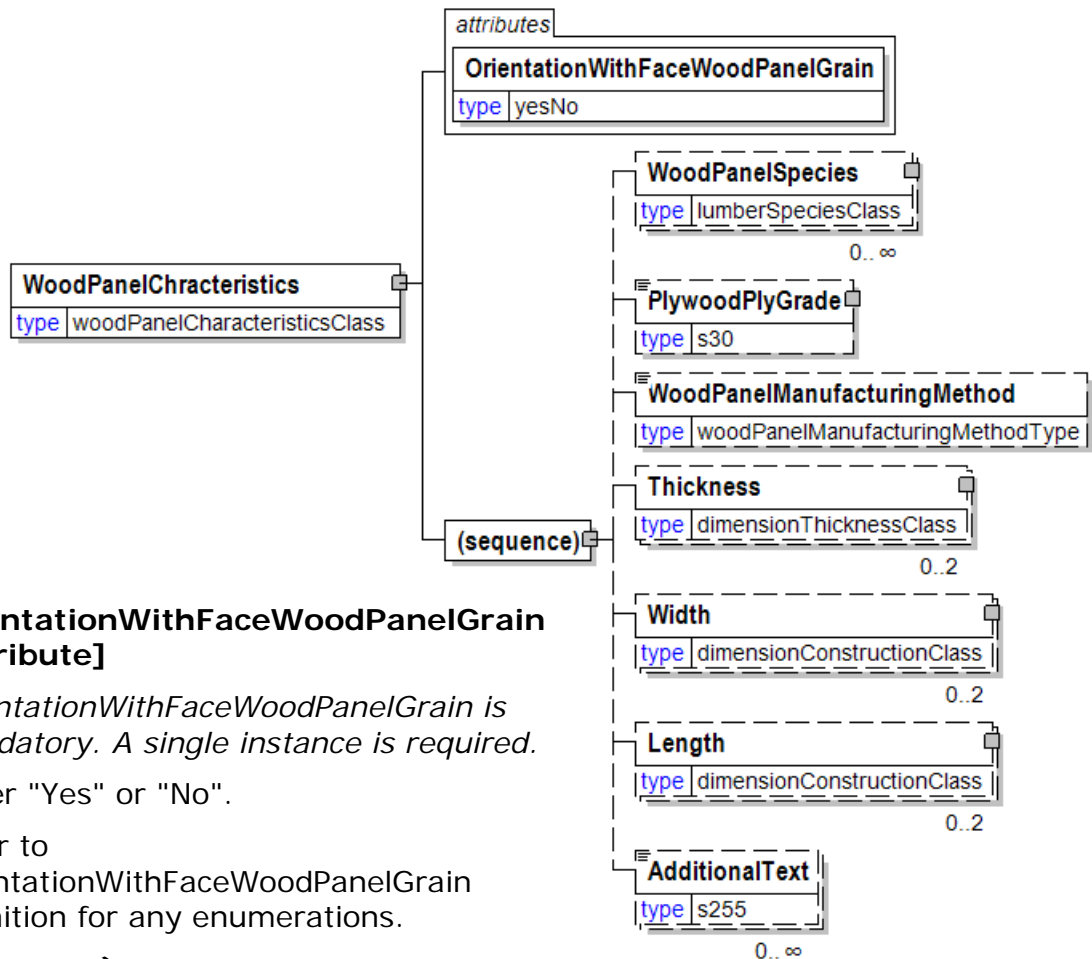 attributes
OrientationWithFaceWoodPanelGrain
type yesNo
WoodPanelChracteristics
type woodPanelCharacteristicsClass
(sequence)
WoodPanelSpecies
type lumberSpeciesClass
0.. ∞
PlywoodPlyGrade
type s30
WoodPanelManufacturingMethod
type woodPanelManufacturingMethodType
Thickness
type dimensionThicknessClass
0..2
Width
type dimensionConstructionClass
0..2
Length
type dimensionConstructionClass
0..2
AdditionalText
type s255
0.. ∞
ntationWithFaceWoodPanelGrain
ribute]
ntationWithFaceWoodPanelGrain is
datory. A single instance is required.
er "Yes" or "No".
r to
ntationWithFaceWoodPanelGrain
nition for any enumerations.